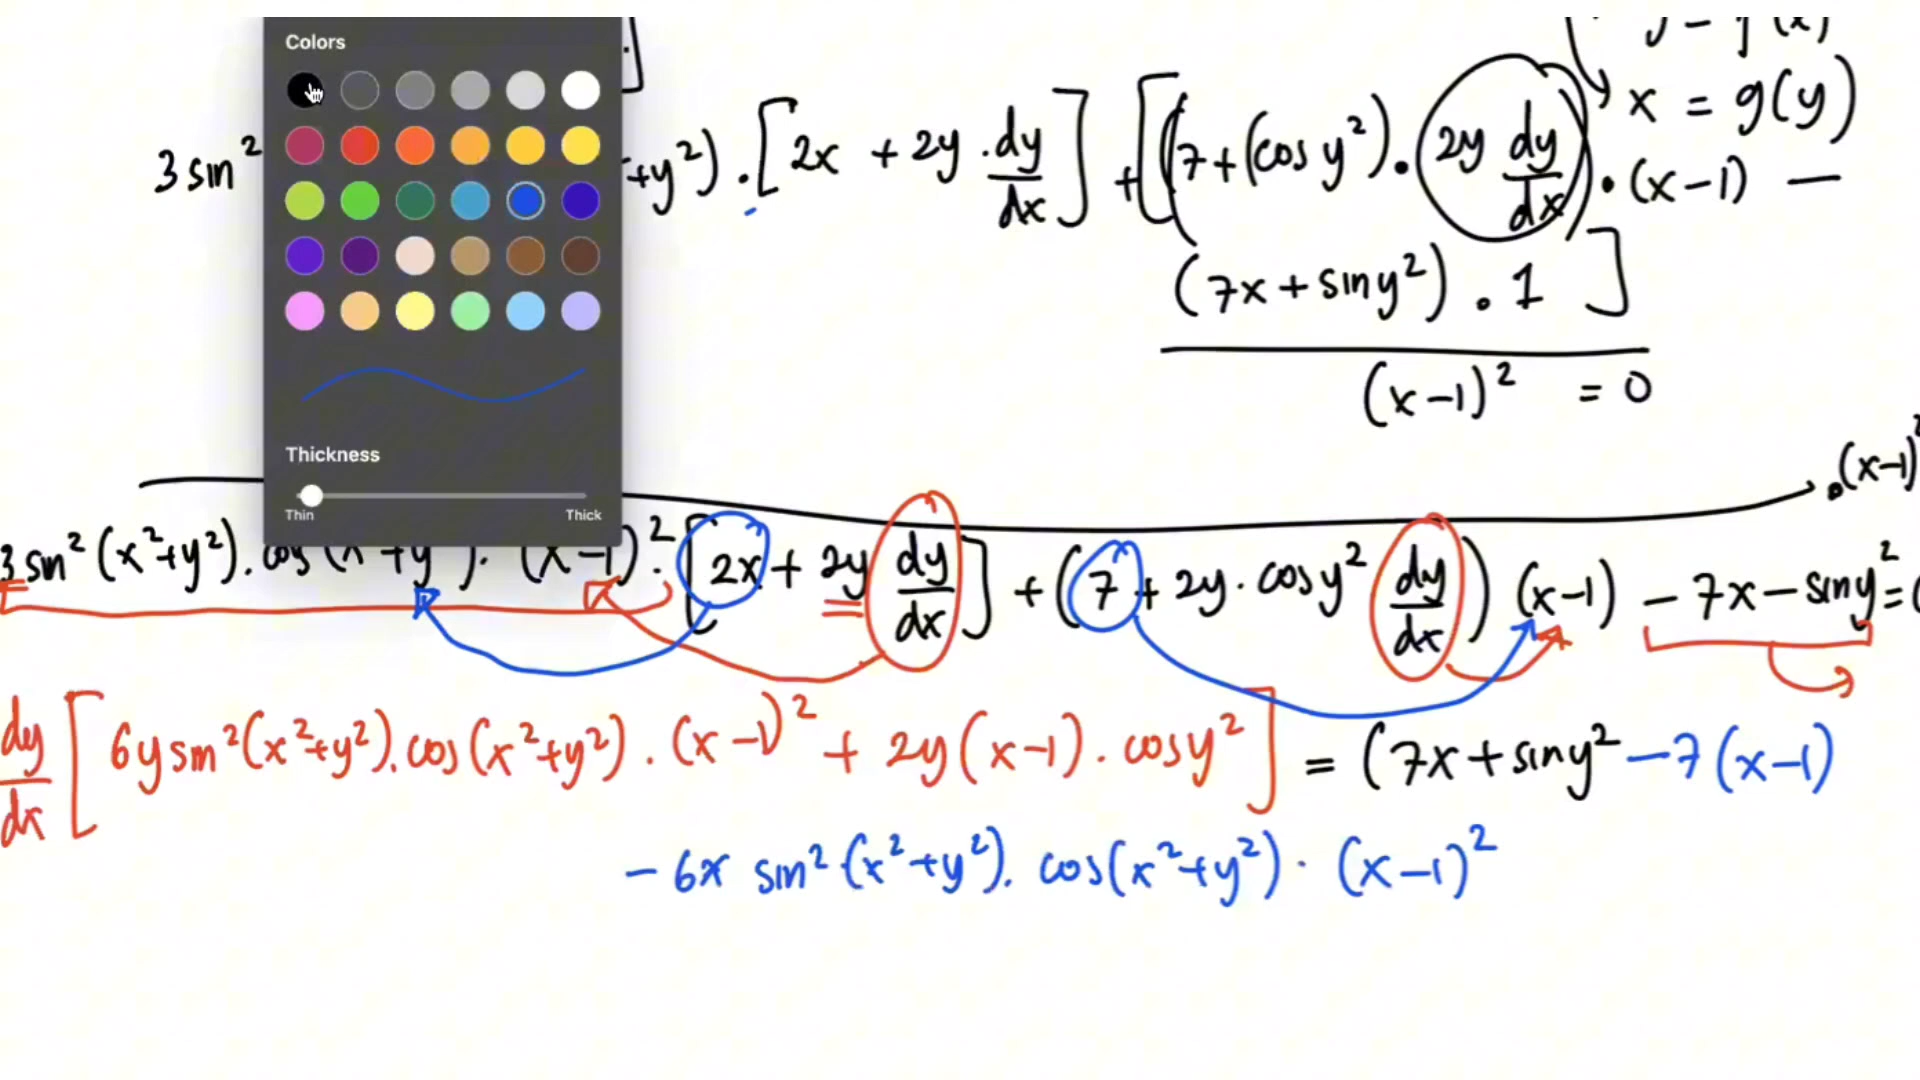 Colors
x = g(y)
3 sin² +y²) · [2x + 2y · dy/dx] + [(7 + (cos y²) · 2y dy/dx) · (x-1) -
(7x + sin y²) · 1]
(x-1)² = 0
Thickness
Thin Thick
· (x-1)
3 sin² (x²+y²) · cos (x²+y²) · (x-1)² · [2x + 2y dy/dx] + (7 + 2y · cos y² dy/dx) (x-1) - 7x - sin y² =
dy/dx [6y sin² (x²+y²) · cos (x²+y²) · (x-1)² + 2y (x-1) · cos y²] = (7x + sin y² - 7 (x-1)
- 6x sin² (x²+y²) · cos (x²+y²) · (x-1)²